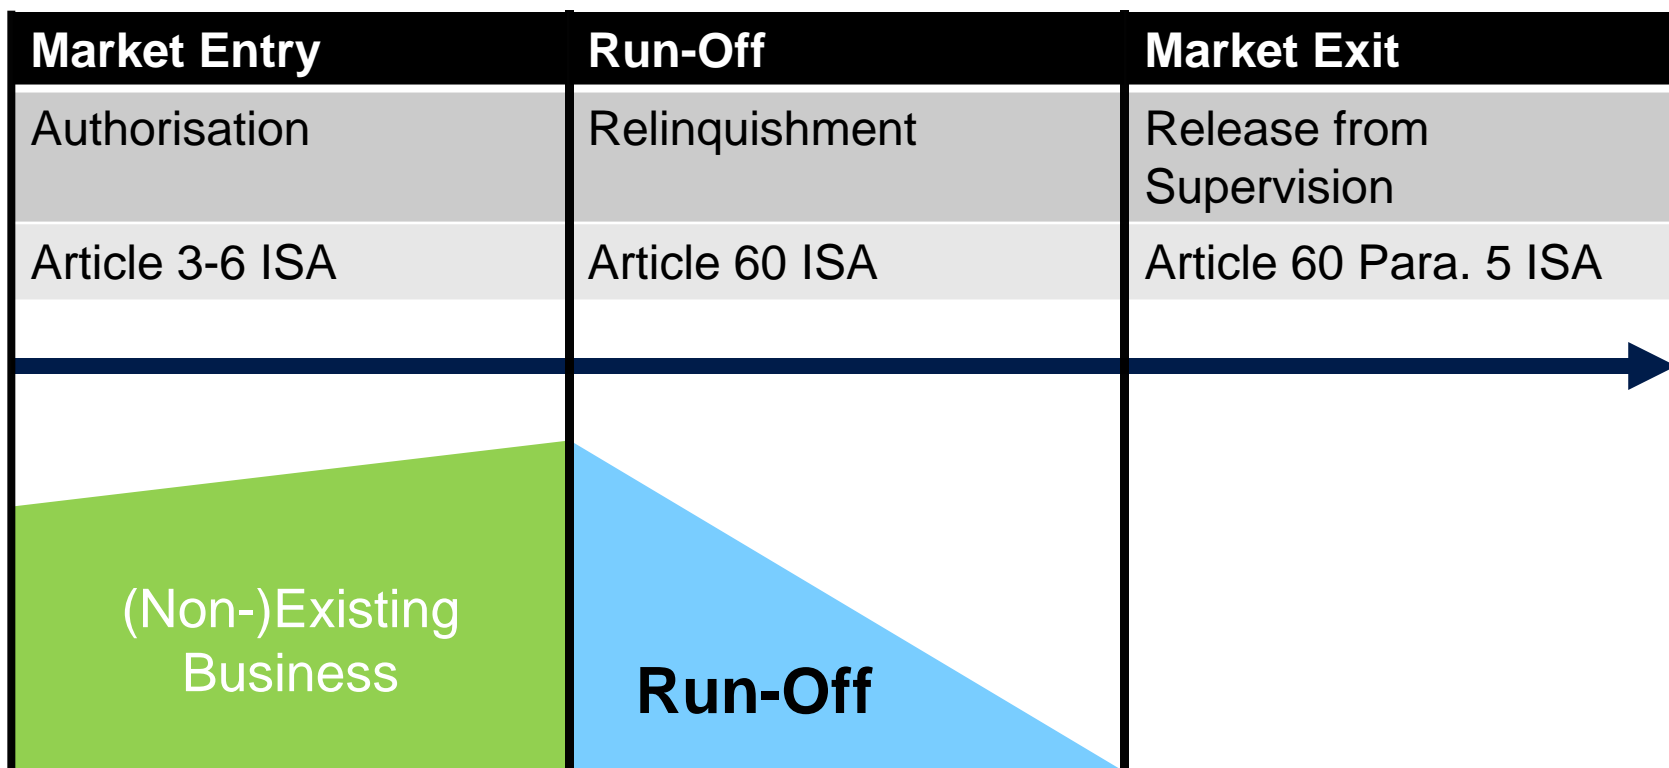 Market Entry
Run-Off
Market Exit
Authorisation
Relinquishment
Release from
Supervision
Article 3-6 ISA
Article 60 ISA
Article 60 Para. 5 ISA
(Non-)Existing
Business
Run-Off